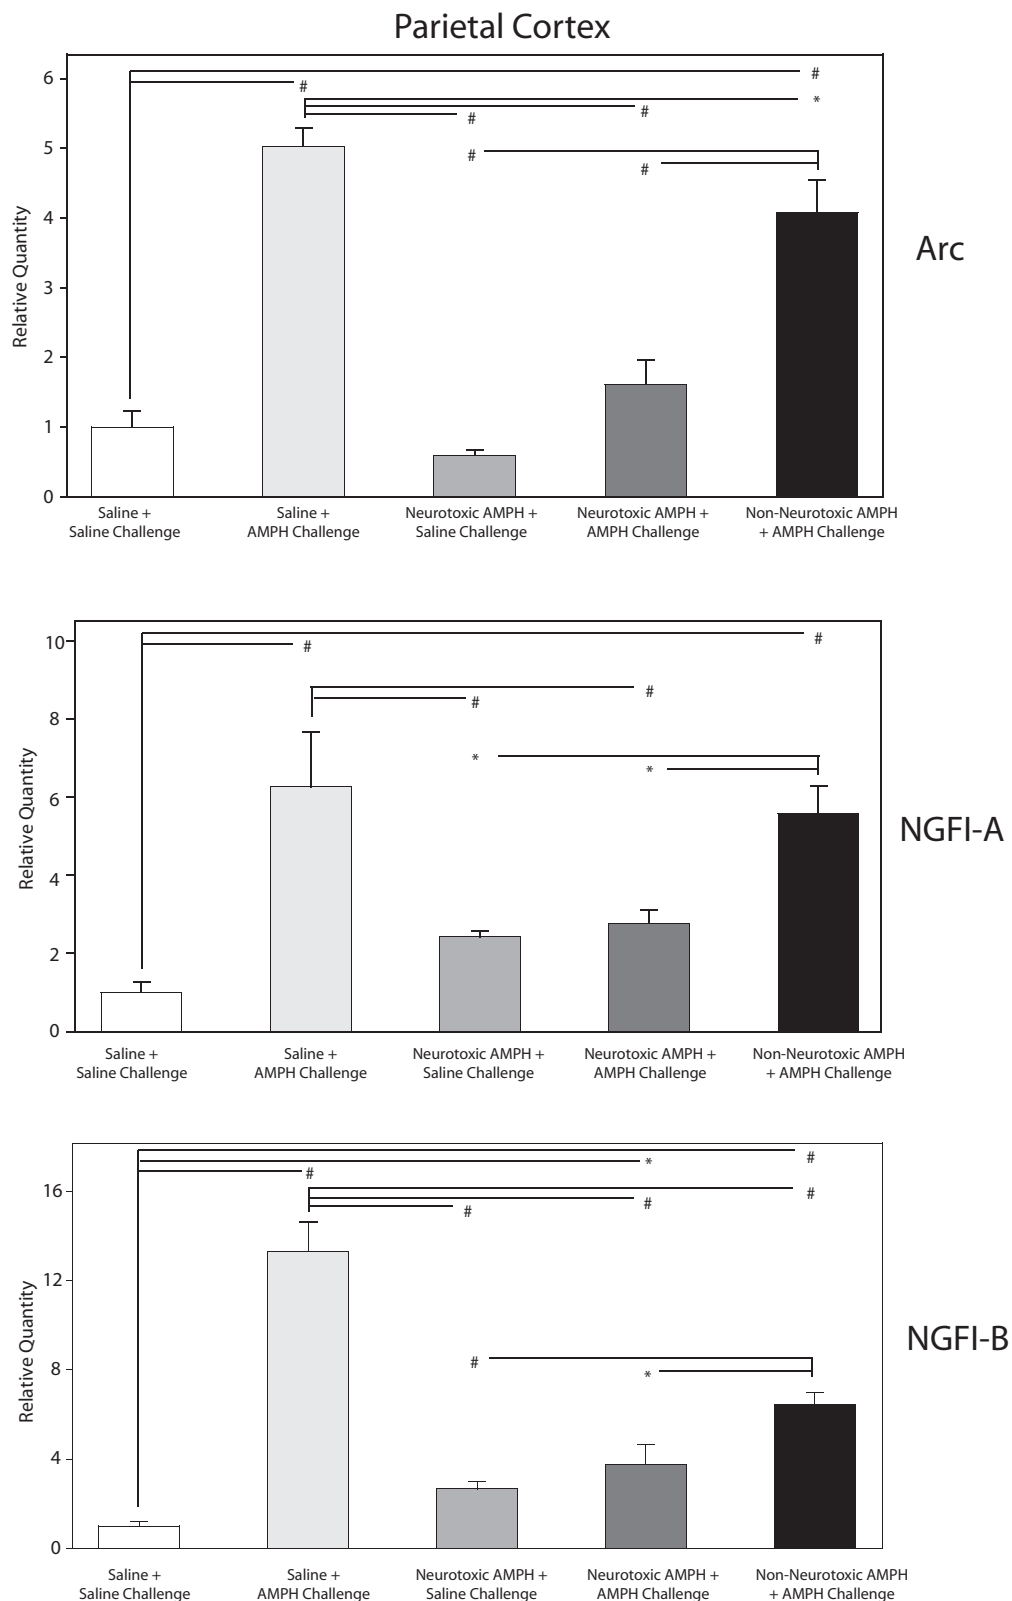 Parietal Cortex
6
5
4
3
2
1
0
Relative Quantity
#
#
*
#
#
#
#
Arc
Saline +
Saline Challenge
Saline +
AMPH Challenge
Neurotoxic AMPH +
Saline Challenge
Neurotoxic AMPH +
AMPH Challenge
Non-Neurotoxic AMPH
+ AMPH Challenge
10
8
6
4
2
0
Relative Quantity
#
#
#
#
*
*
NGFI-A
Saline +
Saline Challenge
Saline +
AMPH Challenge
Neurotoxic AMPH +
Saline Challenge
Neurotoxic AMPH +
AMPH Challenge
Non-Neurotoxic AMPH
+ AMPH Challenge
16
12
8
4
0
Relative Quantity
#
*
#
#
#
#
#
*
NGFI-B
Saline +
Saline Challenge
Saline +
AMPH Challenge
Neurotoxic AMPH +
Saline Challenge
Neurotoxic AMPH +
AMPH Challenge
Non-Neurotoxic AMPH
+ AMPH Challenge